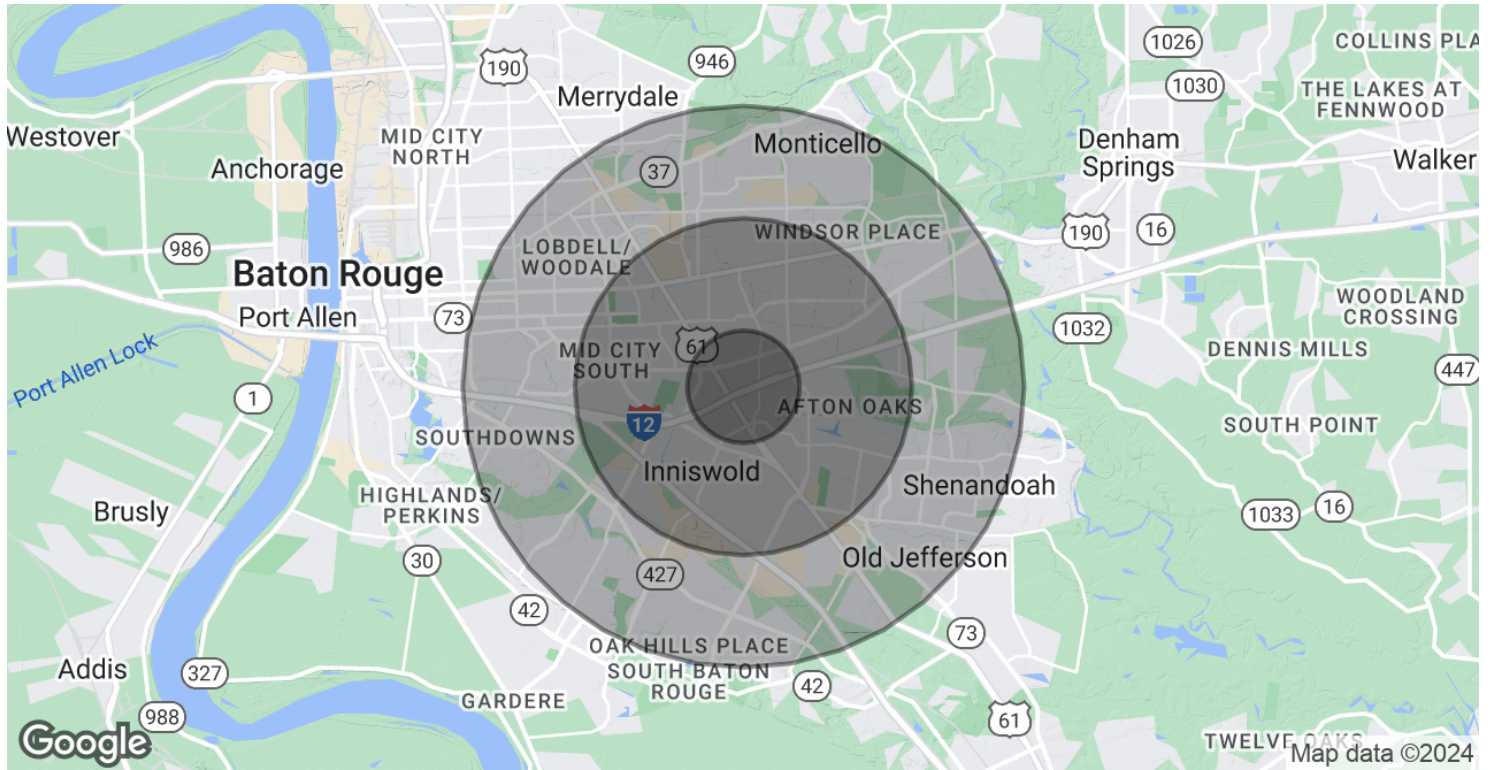 COLLINS PLA
1026
190
946
1030
THE LAKES AT
FENNWOOD
Merrydale
Westover
MID CITY
NORTH
Monticello
Denham
Springs
Anchorage
37
Walker
986
LOBDELL/
WOODALE
WINDSOR PLACE
190
16
Baton Rouge
Port Allen
73
WOODLAND
CROSSING
1032
Port Allen Lock
MID CITY
SOUTH
61
DENNIS MILLS
447
1
AFTON OAKS
12
SOUTHDOWNS
SOUTH POINT
Inniswold
Shenandoah
HIGHLANDS/
PERKINS
Brusly
1033
16
30
Old Jefferson
427
42
73
OAK HILLS PLACE
SOUTH BATON
ROUGE
Addis
327
42
GARDERE
988
61
Google
TWELVE OAKS
Map data ©2024